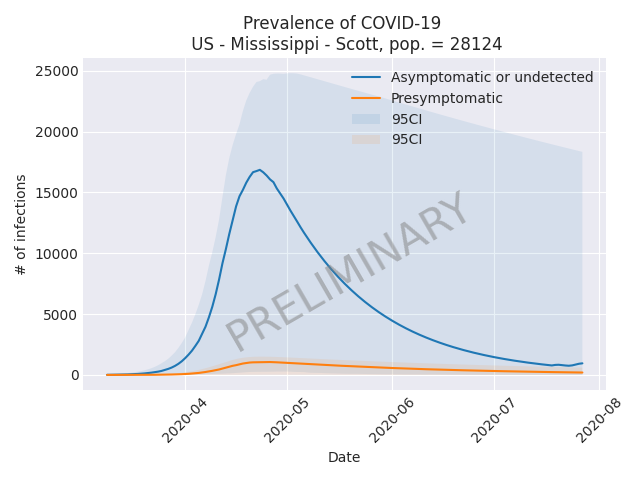 Prevalence of COVID-19
US - Mississippi - Scott, pop. = 28124
Asymptomatic or undetected
Presymptomatic
95CI
95CI
25000
20000
15000
10000
5000
0
# of infections
PRELIMINARY
2020-04
2020-05
2020-06
2020-07
2020-08
Date